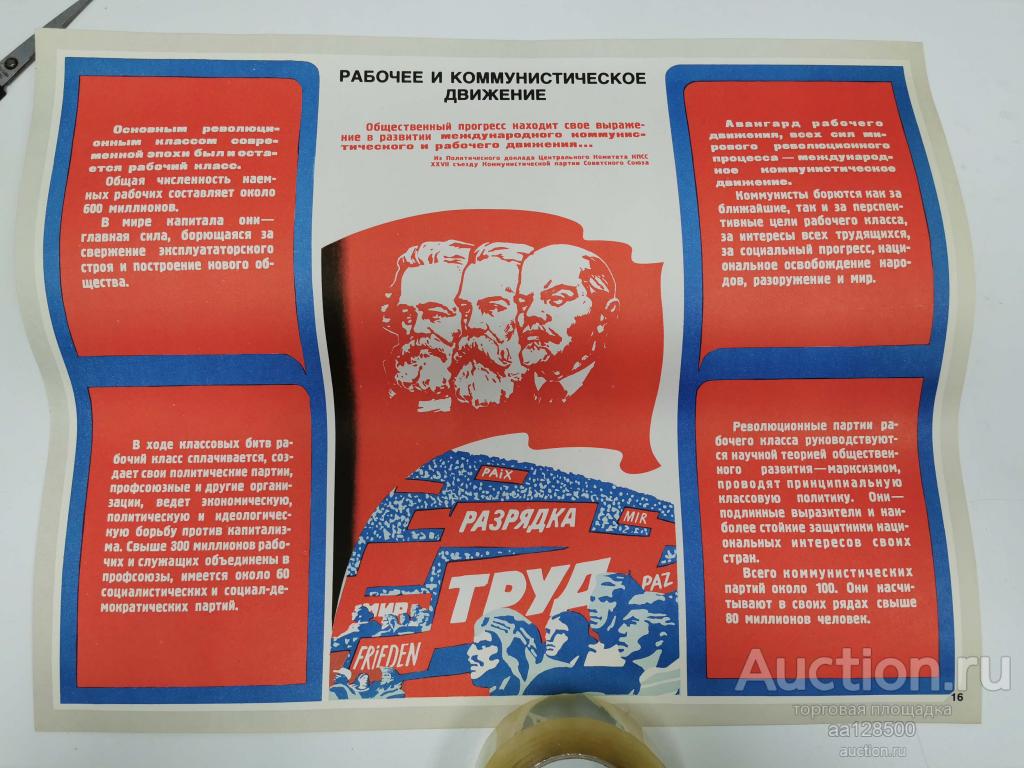 РАБОЧЕЕ И КОММУНИСТИЧЕСКОЕ
ДВИЖЕНИЕ
Общественный прогресс находит свое выраже-
ние в развитии международного коммунис-
тического и рабочего движения...
Из Политического доклада Центрального Комитета КПСС
XXVII съезду Коммунистической партии Советского Союза
Основным революци-
онным классом совре-
менной эпохи был и оста-
ется рабочий класс.
Общая численность наем-
ных рабочих составляет около
600 миллионов.
В мире капитала они—
главная сила, борющаяся за
свержение эксплуататорского
строя и построение нового об-
щества.
В ходе классовых битв ра-
бочий класс сплачивается, соз-
дает свои политические партии,
профсоюзные и другие органи-
зации, ведет экономическую,
политическую и идеологичес-
кую борьбу против капитализ-
ма. Свыше 300 миллионов рабо-
чих и служащих объединены в
профсоюзы, имеется около 60
социалистических и социал-де-
мократических партий.
Авангард рабочего
движения, всех сил ми-
рового революционного
процесса — международ-
ное коммунистическое
движение.
Коммунисты борются как за
ближайшие, так и за перспек-
тивные цели рабочего класса,
за интересы всех трудящихся,
за социальный прогресс, наци-
ональное освобождение наро-
дов, разоружение и мир.
Революционные партии ра-
бочего класса руководствуют-
ся научной теорией обществен-
ного развития—марксизмом,
проводят принципиальную
классовую политику. Они—
подлинные выразители и наи-
более стойкие защитники наци-
ональных интересов своих
стран.
Всего коммунистических
партий около 100. Они насчи-
тывают в своих рядах свыше
80 миллионов человек.
PAIX
РАЗРЯДКА
MIR
ТРУД
PAZ
МИР
FRIEDEN
16
Auction.ru
торговая площадка
aa128500
auction.ru